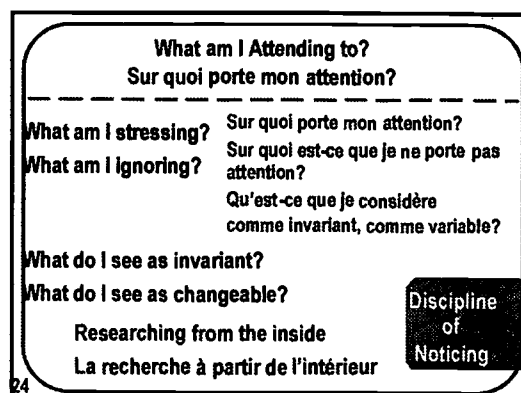 What am I Attending to?
Sur quoi porte mon attention?
What am I stressing?
What am I ignoring?
Sur quoi porte mon attention?
Sur quoi est-ce que je ne porte pas
attention?
Qu'est-ce que je considère
comme invariant, comme variable?
What do I see as invariant?
What do I see as changeable?
Researching from the inside
La recherche à partir de l'intérieur
Discipline
of
Noticing
24